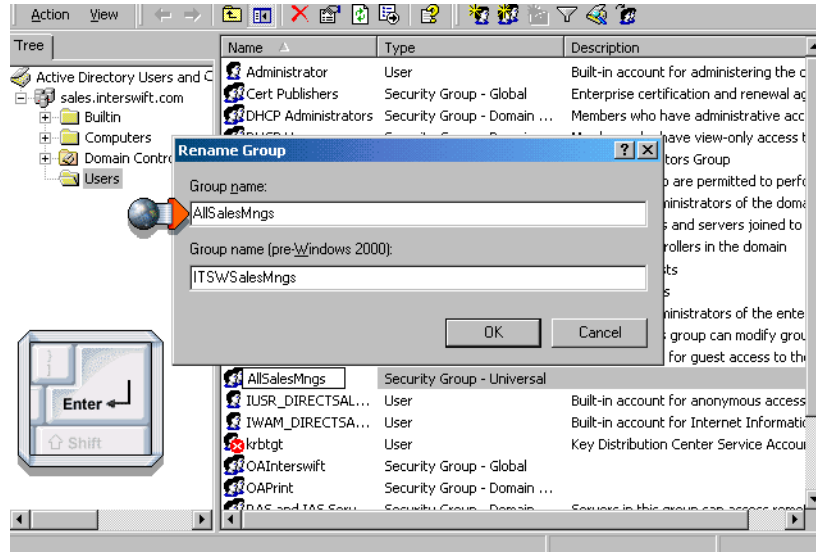 Action View
Tree
Name Type Description
Active Directory Users and C
sales.interswift.com
Builtin
Computers
Domain Contro
Users
Administrator User Built-in account for administering the c
Cert Publishers Security Group - Global Enterprise certification and renewal ag
DHCP Administrators Security Group - Domain ... Members who have administrative acc
have view-only access t
Rename Group
tors Group
Group name:
are permitted to perfo
ministrators of the doma
AllSalesMngs
s and servers joined to
Group name (pre-Windows 2000):
rollers in the domain
ITSWSalesMngs
ministrators of the ente
OK Cancel
s group can modify grou
for guest access to the
AllSalesMngs Security Group - Universal
IUSR_DIRECTSAL... User Built-in account for anonymous access
IWAM_DIRECTSA... User Built-in account for Internet Informatic
krbtgt User Key Distribution Center Service Accou
OAInterswift Security Group - Global
OAPrint Security Group - Domain ...
Enter
Shift